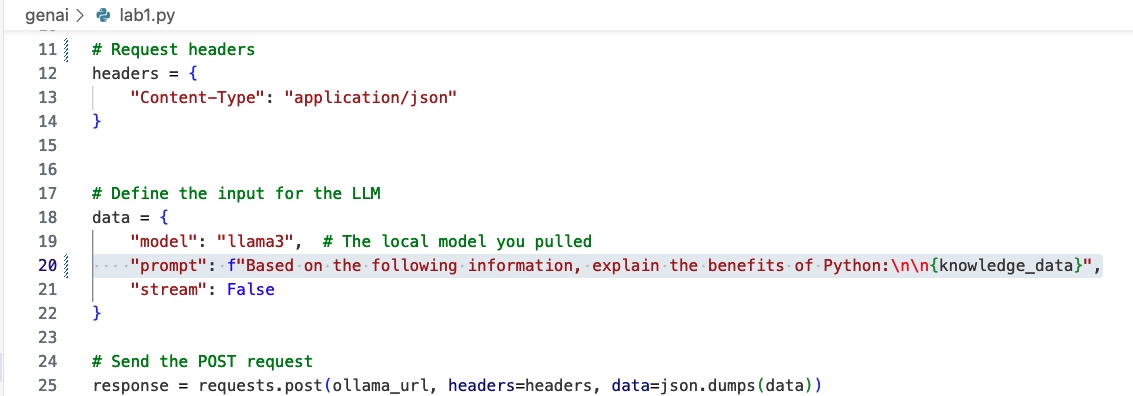 genai > lab1.py
11 # Request headers
12 headers = {
13     "Content-Type": "application/json"
14 }
15
16
17 # Define the input for the LLM
18 data = {
19     "model": "llama3",  # The local model you pulled
20 ····"prompt":·f"Based·on·the·following·information,·explain·the·benefits·of·Python:\n\n{knowledge_data}",
21     "stream": False
22 }
23
24 # Send the POST request
25 response = requests.post(ollama_url, headers=headers, data=json.dumps(data))